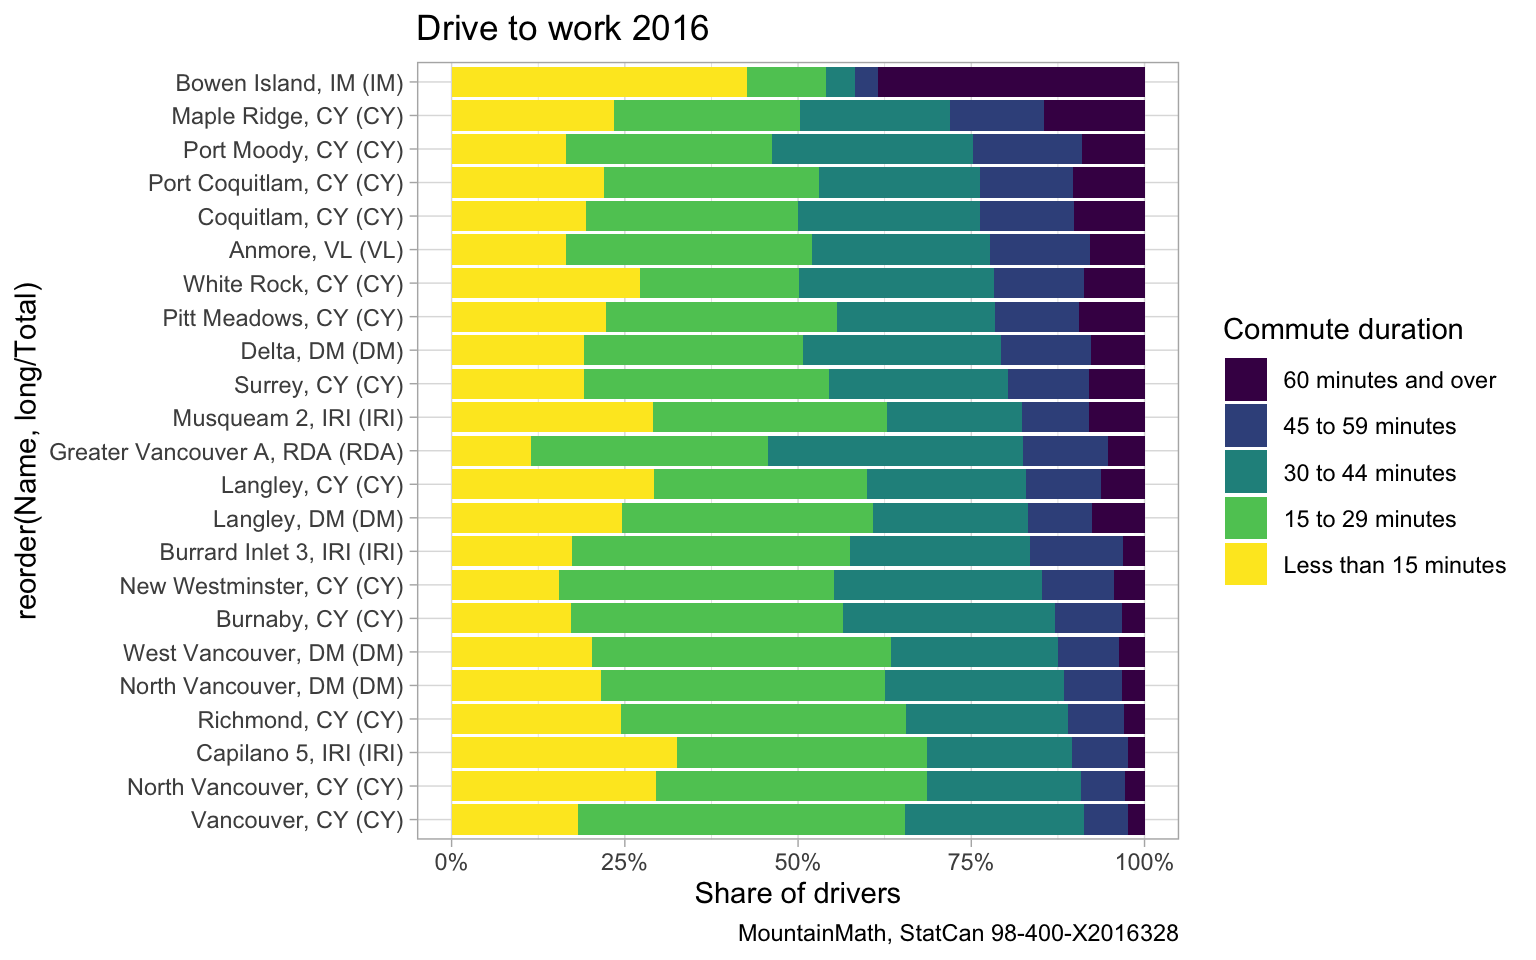 Drive to work 2016
reorder(Name, long/Total)
Bowen Island, IM (IM)
Maple Ridge, CY (CY)
Port Moody, CY (CY)
Port Coquitlam, CY (CY)
Coquitlam, CY (CY)
Anmore, VL (VL)
White Rock, CY (CY)
Pitt Meadows, CY (CY)
Delta, DM (DM)
Surrey, CY (CY)
Musqueam 2, IRI (IRI)
Greater Vancouver A, RDA (RDA)
Langley, CY (CY)
Langley, DM (DM)
Burrard Inlet 3, IRI (IRI)
New Westminster, CY (CY)
Burnaby, CY (CY)
West Vancouver, DM (DM)
North Vancouver, DM (DM)
Richmond, CY (CY)
Capilano 5, IRI (IRI)
North Vancouver, CY (CY)
Vancouver, CY (CY)
0% 25% 50% 75% 100%
Share of drivers
Commute duration
60 minutes and over
45 to 59 minutes
30 to 44 minutes
15 to 29 minutes
Less than 15 minutes
MountainMath, StatCan 98-400-X2016328